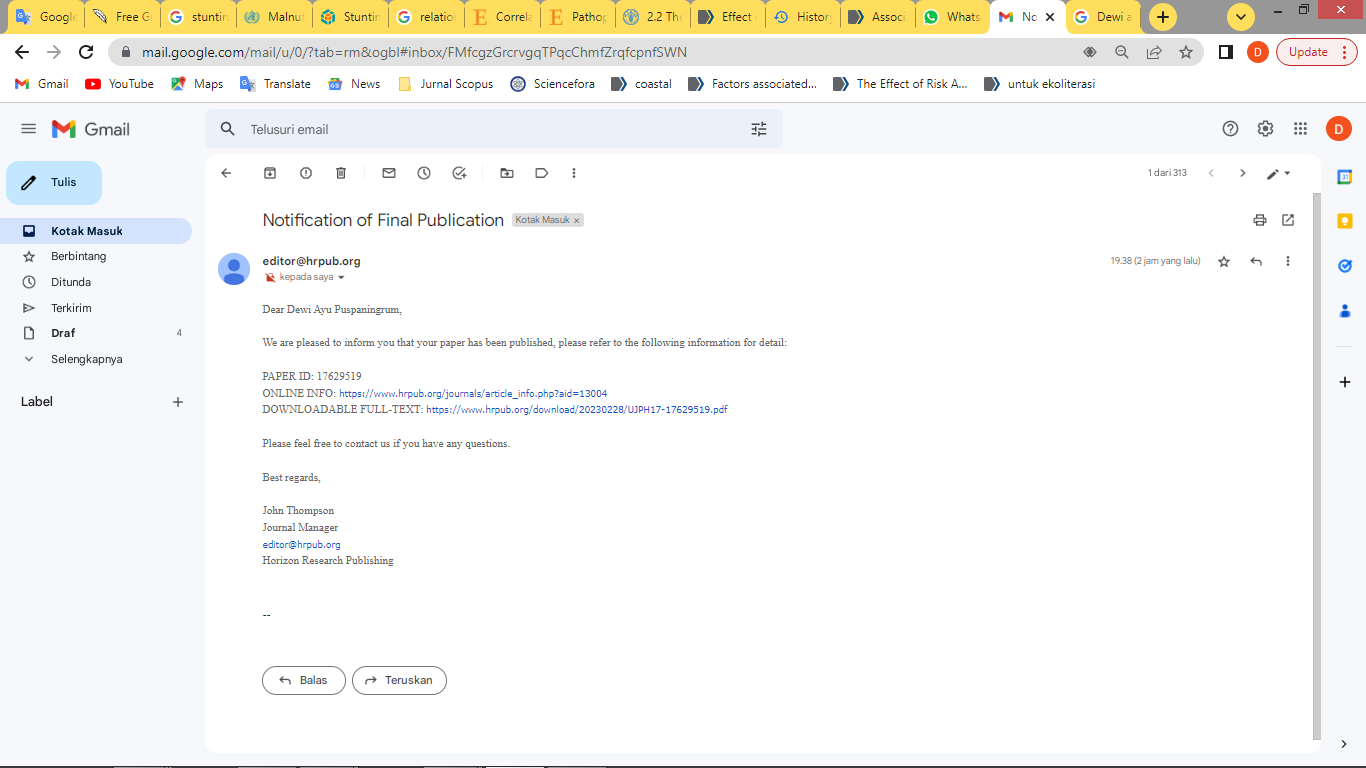 Google
Free G
stuntin
Malnut
Stuntin
relation
Correla
Pathop
2.2 The
Effect
History
Associ
Whats
Nc
Dewi a
mail.google.com/mail/u/0/?tab=rm&ogbl#inbox/FMfcgzGrcrvgqTPqcChmfZrqfcpnfSWN
D
Update
Gmail
YouTube
Maps
Translate
News
Jurnal Scopus
Sciencefora
coastal
Factors associated...
The Effect of Risk A...
untuk ekoliterasi
Gmail
Telusuri email
D
Tulis
1 dari 313
Kotak Masuk
Berbintang
Ditunda
Terkirim
Draf 4
Selengkapnya
Label
Notification of Final Publication Kotak Masuk x
editor@hrpub.org 19.38 (2 jam yang lalu)
kepada saya
Dear Dewi Ayu Puspaningrum,
We are pleased to inform you that your paper has been published, please refer to the following information for detail:
PAPER ID: 17629519
ONLINE INFO: https://www.hrpub.org/journals/article_info.php?aid=13004
DOWNLOADABLE FULL-TEXT: https://www.hrpub.org/download/20230228/UJPH17-17629519.pdf
Please feel free to contact us if you have any questions.
Best regards,
John Thompson
Journal Manager
editor@hrpub.org
Horizon Research Publishing
--
Balas
Teruskan